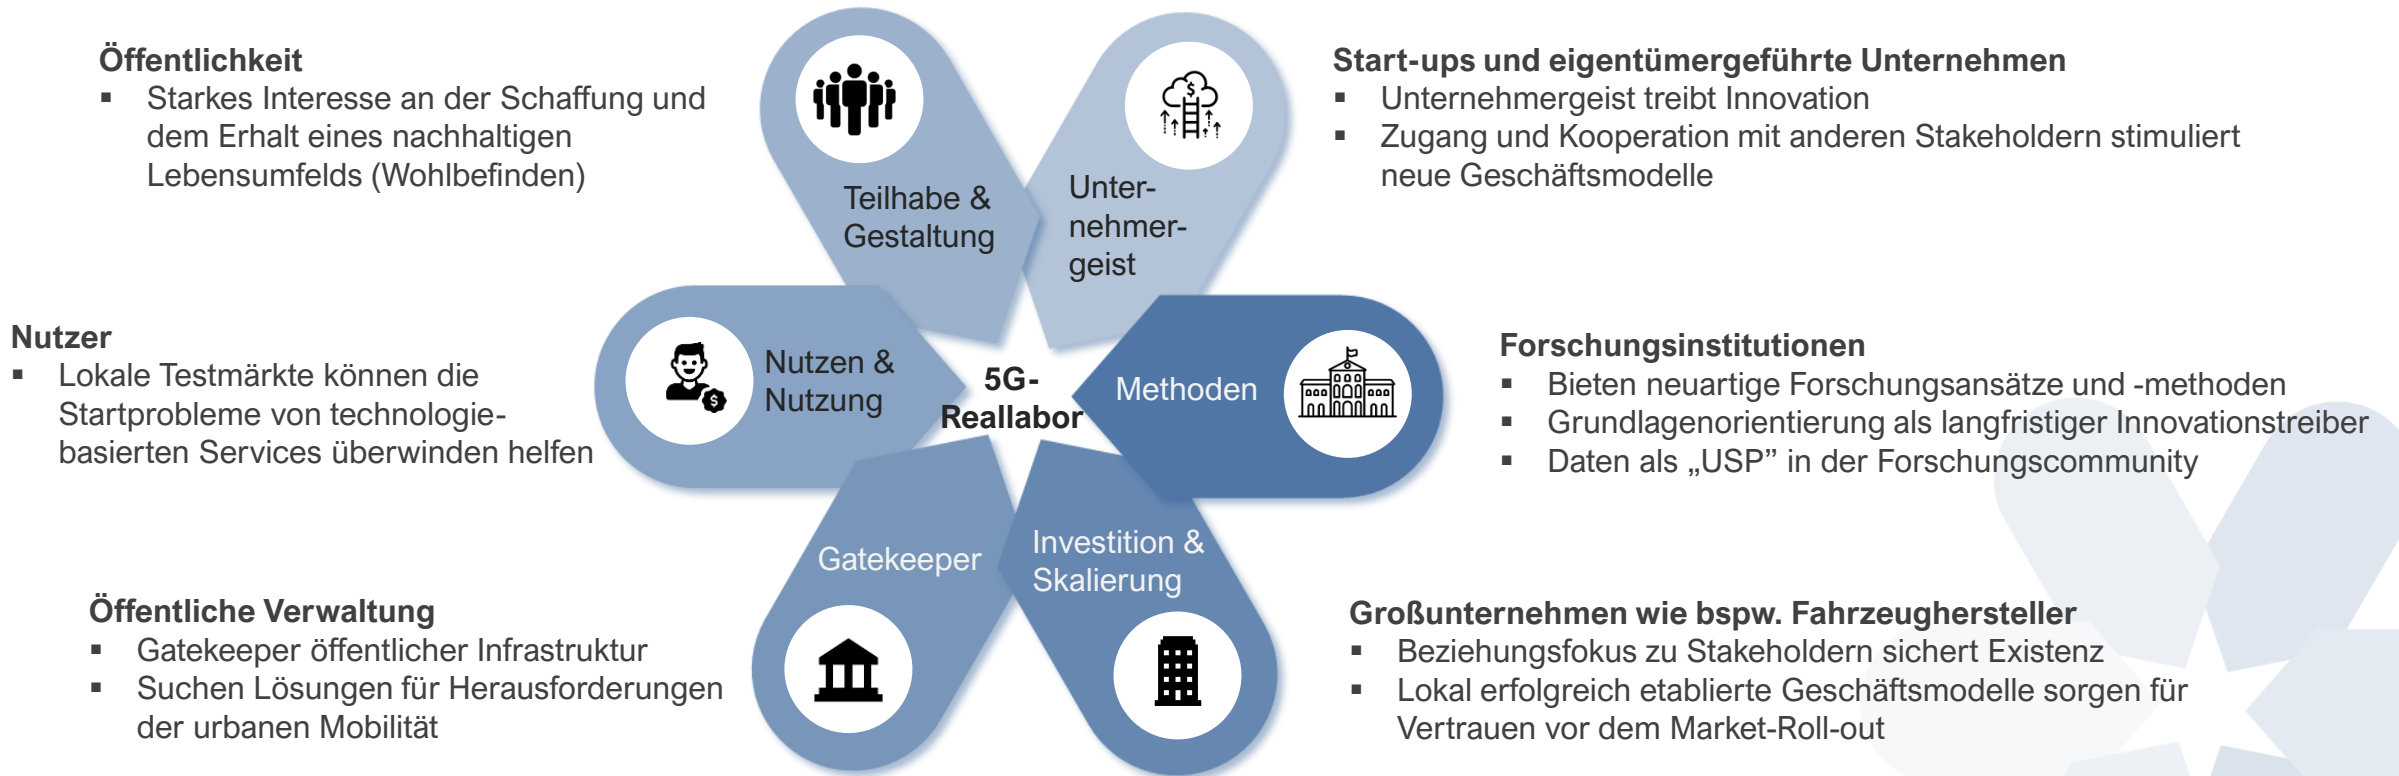 Öffentlichkeit
▪ Starkes Interesse an der Schaffung und
dem Erhalt eines nachhaltigen
Lebensumfelds (Wohlbefinden)
Teilhabe &
Gestaltung
Unter-
nehmer-
geist
Start-ups und eigentümergeführte Unternehmen
▪ Unternehmergeist treibt Innovation
▪ Zugang und Kooperation mit anderen Stakeholdern stimuliert
neue Geschäftsmodelle
Nutzer
▪ Lokale Testmärkte können die
Startprobleme von technologie-
basierten Services überwinden helfen
Nutzen &
Nutzung
5G-
Reallabor
Methoden
Forschungsinstitutionen
▪ Bieten neuartige Forschungsansätze und -methoden
▪ Grundlagenorientierung als langfristiger Innovationstreiber
▪ Daten als „USP” in der Forschungscommunity
Öffentliche Verwaltung
▪ Gatekeeper öffentlicher Infrastruktur
▪ Suchen Lösungen für Herausforderungen
der urbanen Mobilität
Gatekeeper
Investition &
Skalierung
Großunternehmen wie bspw. Fahrzeughersteller
▪ Beziehungsfokus zu Stakeholdern sichert Existenz
▪ Lokal erfolgreich etablierte Geschäftsmodelle sorgen für
Vertrauen vor dem Market-Roll-out